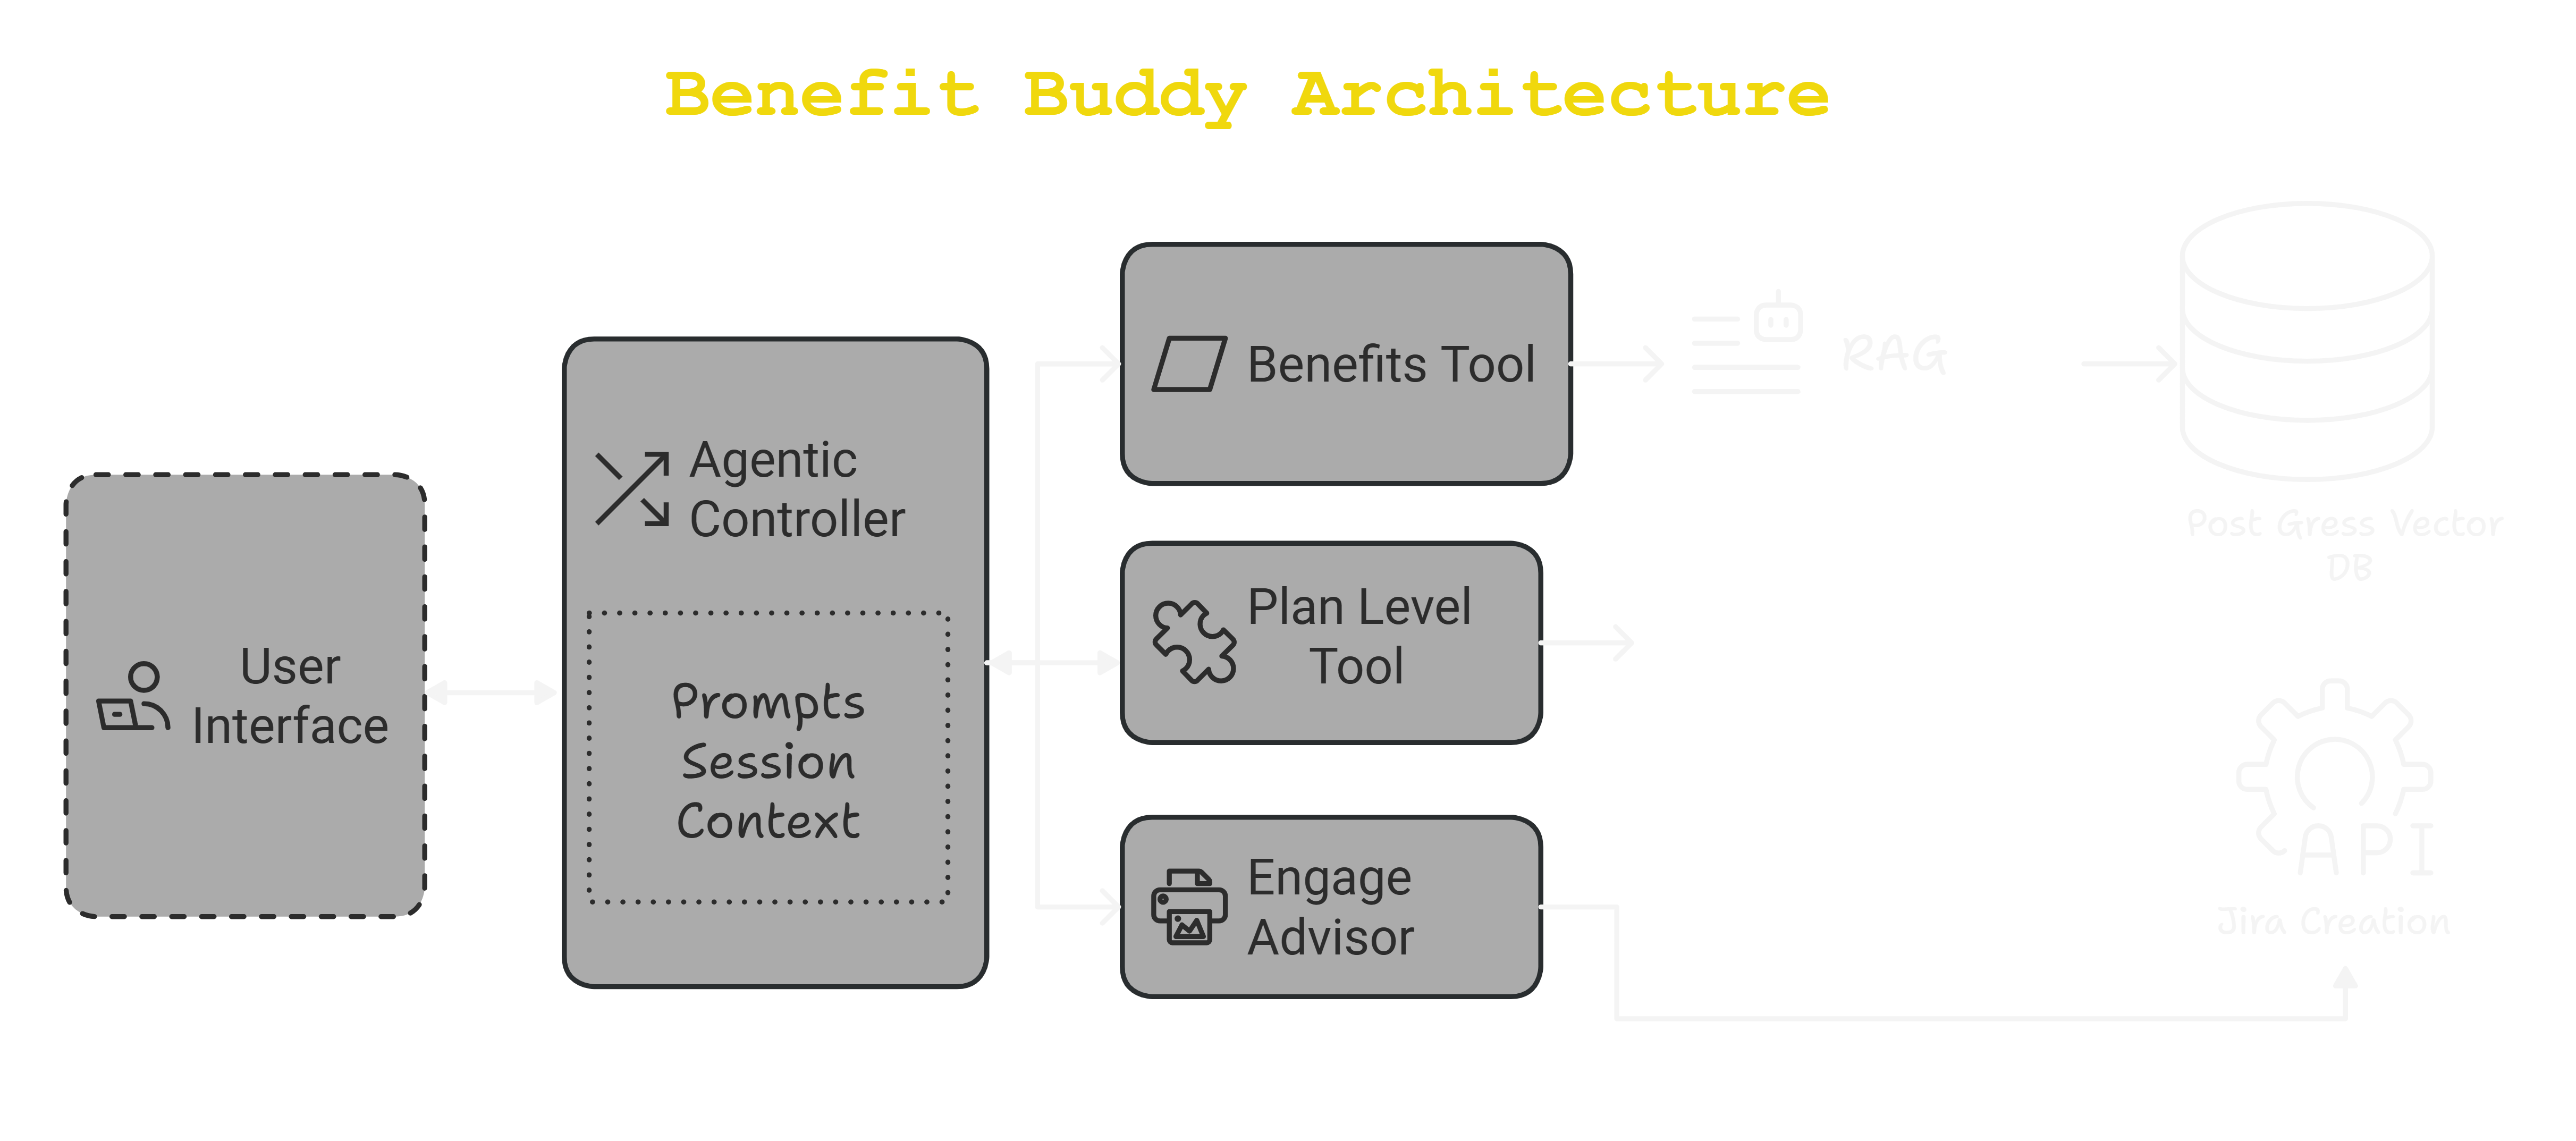 Benefit Buddy Architecture
Benefits Tool
RAG
Agentic
Controller
Post Gress Vector
DB
Plan Level
Tool
User
Interface
Prompts
Session
Context
API
Engage
Advisor
Jira Creation